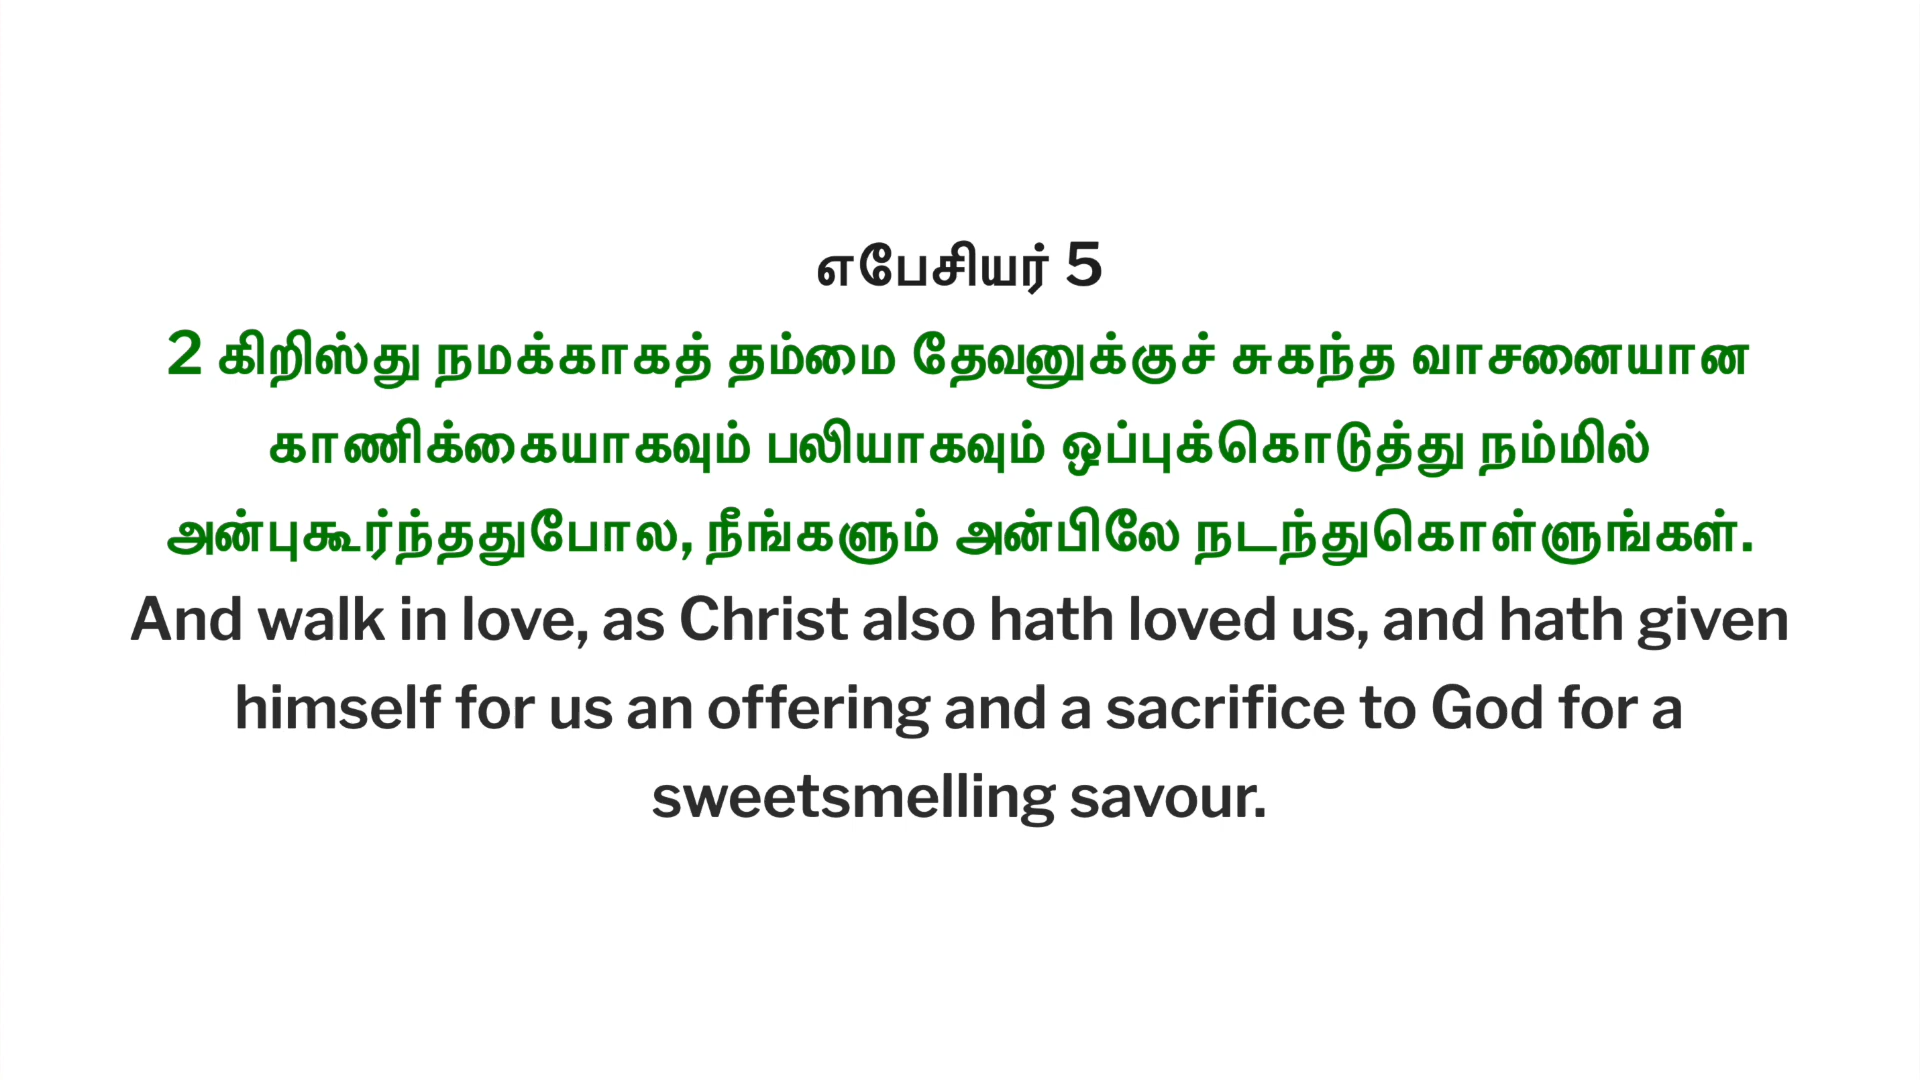 எபேசியர் 5
2 கிறிஸ்து நமக்காகத் தம்மை தேவனுக்குச் சுகந்த வாசனையான
காணிக்கையாகவும் பலியாகவும் ஒப்புக்கொடுத்து நம்மில்
அன்புகூர்ந்ததுபோல, நீங்களும் அன்பிலே நடந்துகொள்ளுங்கள்.
And walk in love, as Christ also hath loved us, and hath given
himself for us an offering and a sacrifice to God for a
sweetsmelling savour.